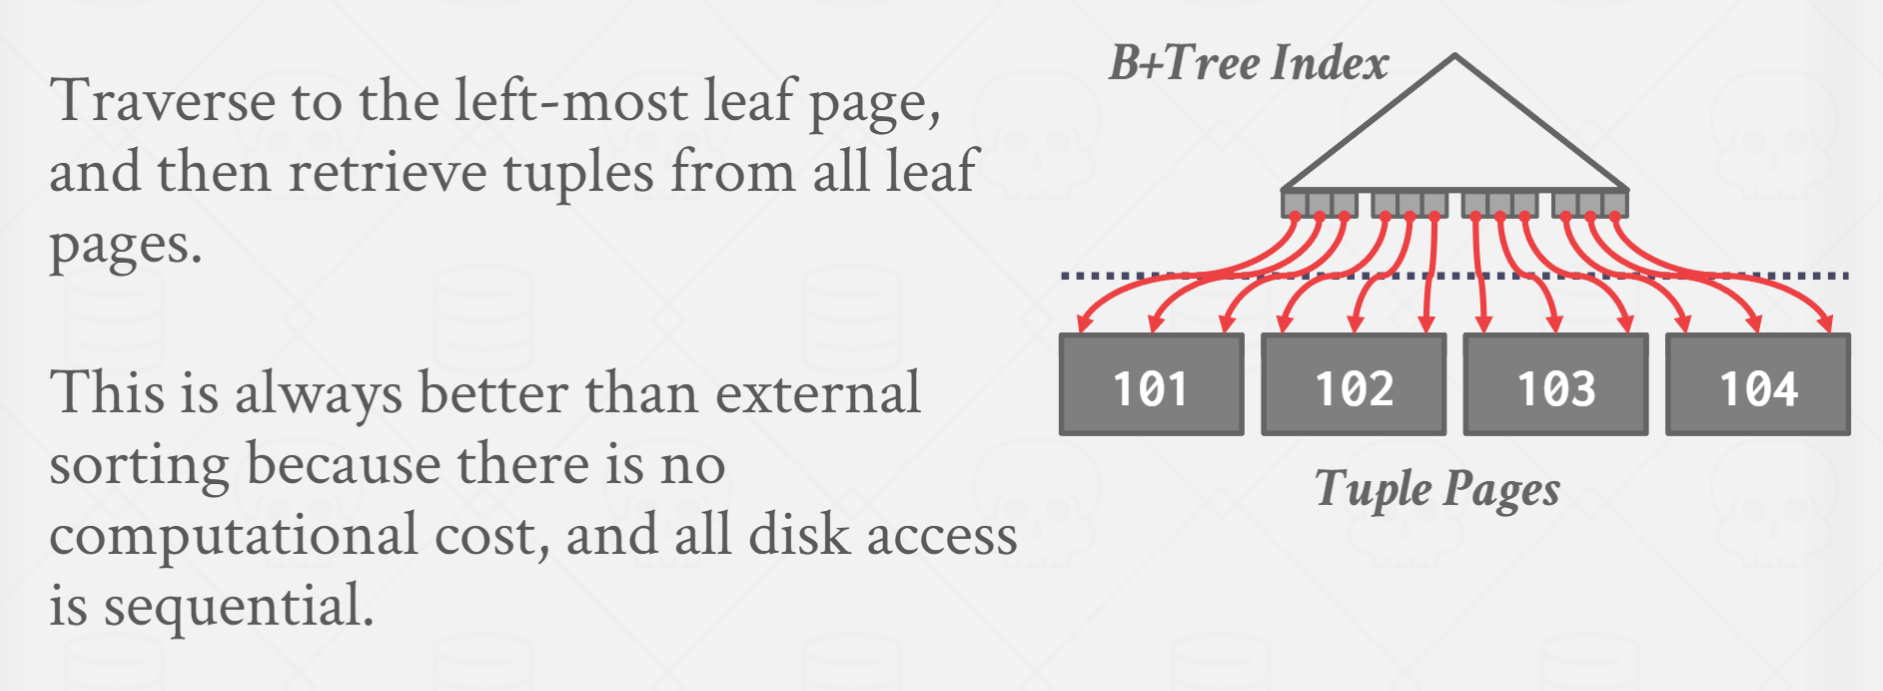 Traverse to the left-most leaf page,
and then retrieve tuples from all leaf
pages.
This is always better than external
sorting because there is no
computational cost, and all disk access
is sequential.
B+Tree Index
101
102
103
104
Tuple Pages